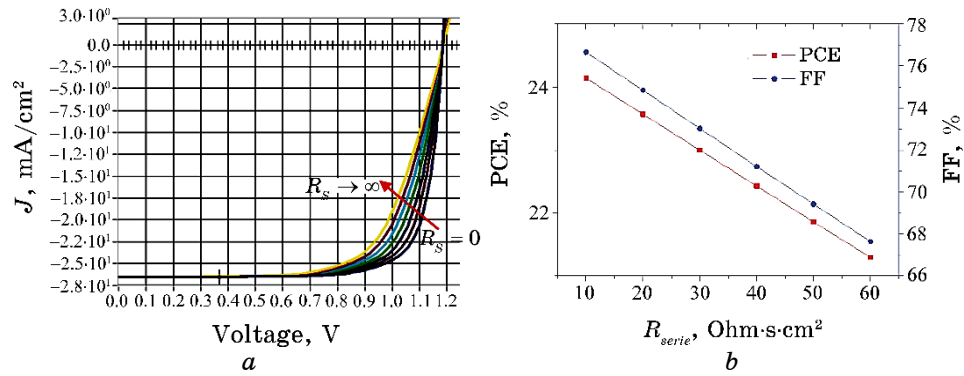 3.0·10⁰
0.0
−2.5·10⁰
−5.0·10⁰
−7.5·10⁰
−1.0·10¹
−1.2·10¹
−1.5·10¹
−1.8·10¹
−2.0·10¹
−2.2·10¹
−2.5·10¹
−2.8·10¹
J, mA/cm²
R_S → ∞
R_S = 0
0.0 0.1 0.2 0.3 0.4 0.5 0.6 0.7 0.8 0.9 1.0 1.1 1.2
Voltage, V
a
24
22
PCE, %
PCE
FF
78
76
74
72
70
68
66
FF, %
10 20 30 40 50 60
R_serie, Ohm·s·cm²
b